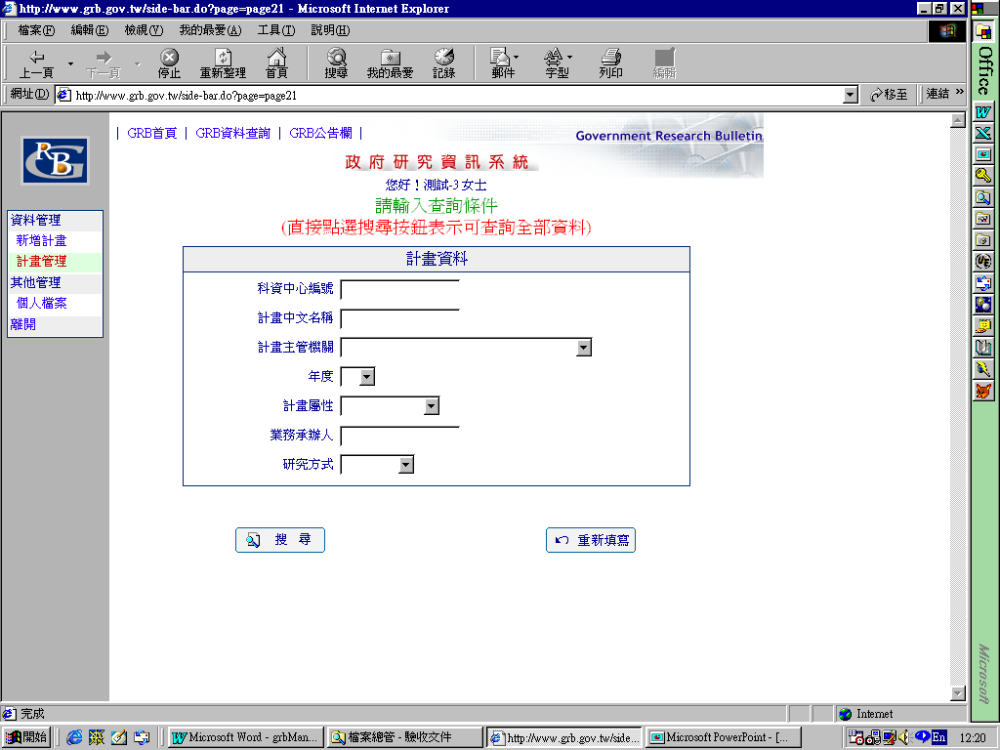 http://www.grb.gov.tw/side-bar.do?page=page21 - Microsoft Internet Explorer
檔案(F) 編輯(E) 檢視(V) 我的最愛(A) 工具(T) 說明(H)
上一頁 下一頁 停止 重新整理 首頁 搜尋 我的最愛 記錄 郵件 字型 列印 編輯
網址(D) http://www.grb.gov.tw/side-bar.do?page=page21 移至 連結 »
Office
| GRB首頁 | GRB資料查詢 | GRB公告欄 |
Government Research Bulletin
RBG
政府研究資訊系統
您好！測試-3 女士
請輸入查詢條件
(直接點選搜尋按鈕表示可查詢全部資料)
資料管理
新增計畫
計畫管理
其他管理
個人檔案
離開
計畫資料
科資中心編號
計畫中文名稱
計畫主管機關
年度
計畫屬性
業務承辦人
研究方式
搜 尋 重新填寫
Microsoft
完成 Internet
開始 Microsoft Word - grbMan... 檔案總管 - 驗收文件 http://www.grb.gov.tw/side... Microsoft PowerPoint - [... En 12:20